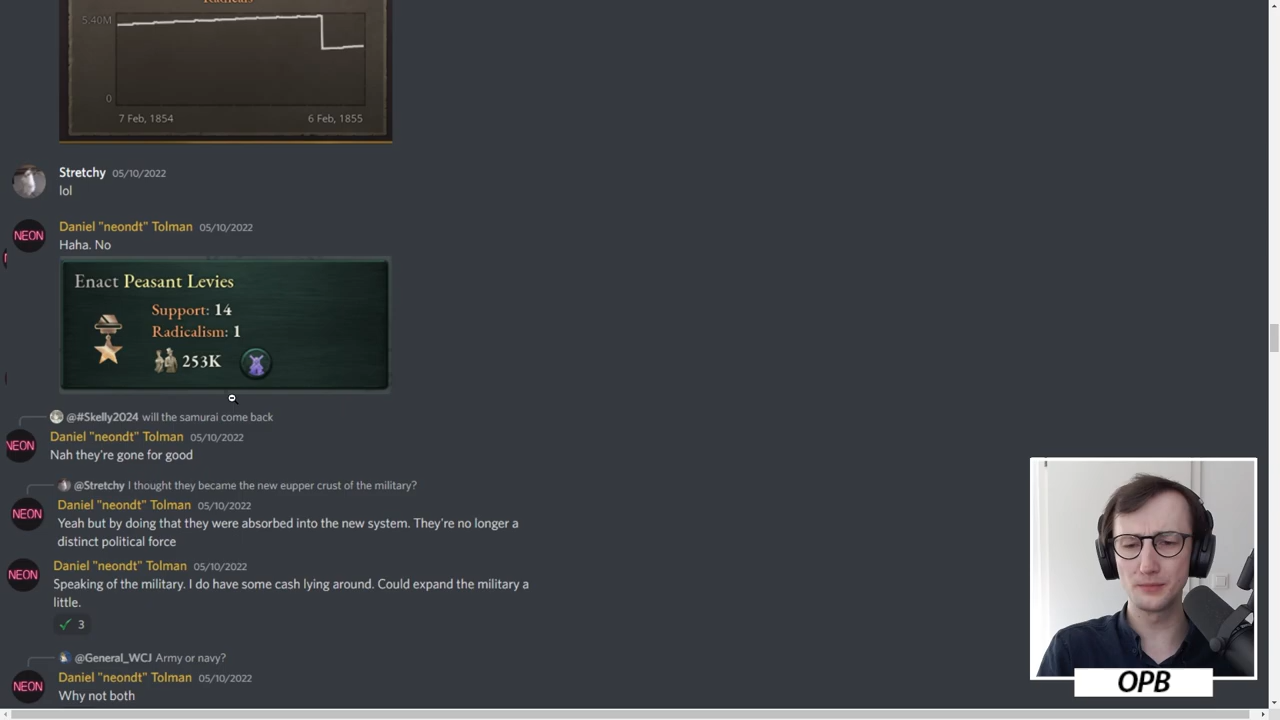 Radicals
5.40M
0
7 Feb, 1854 6 Feb, 1855
Stretchy 05/10/2022
lol
NEON
Daniel "neondt" Tolman 05/10/2022
Haha. No
Enact Peasant Levies
Support: 14
Radicalism: 1
253K
@#Skelly2024 will the samurai come back
NEON
Daniel "neondt" Tolman 05/10/2022
Nah they're gone for good
@Stretchy I thought they became the new eupper crust of the military?
NEON
Daniel "neondt" Tolman 05/10/2022
Yeah but by doing that they were absorbed into the new system. They're no longer a
distinct political force
NEON
Daniel "neondt" Tolman 05/10/2022
Speaking of the military. I do have some cash lying around. Could expand the military a
little.
3
@General_WCJ Army or navy?
NEON
Daniel "neondt" Tolman 05/10/2022
Why not both
OPB